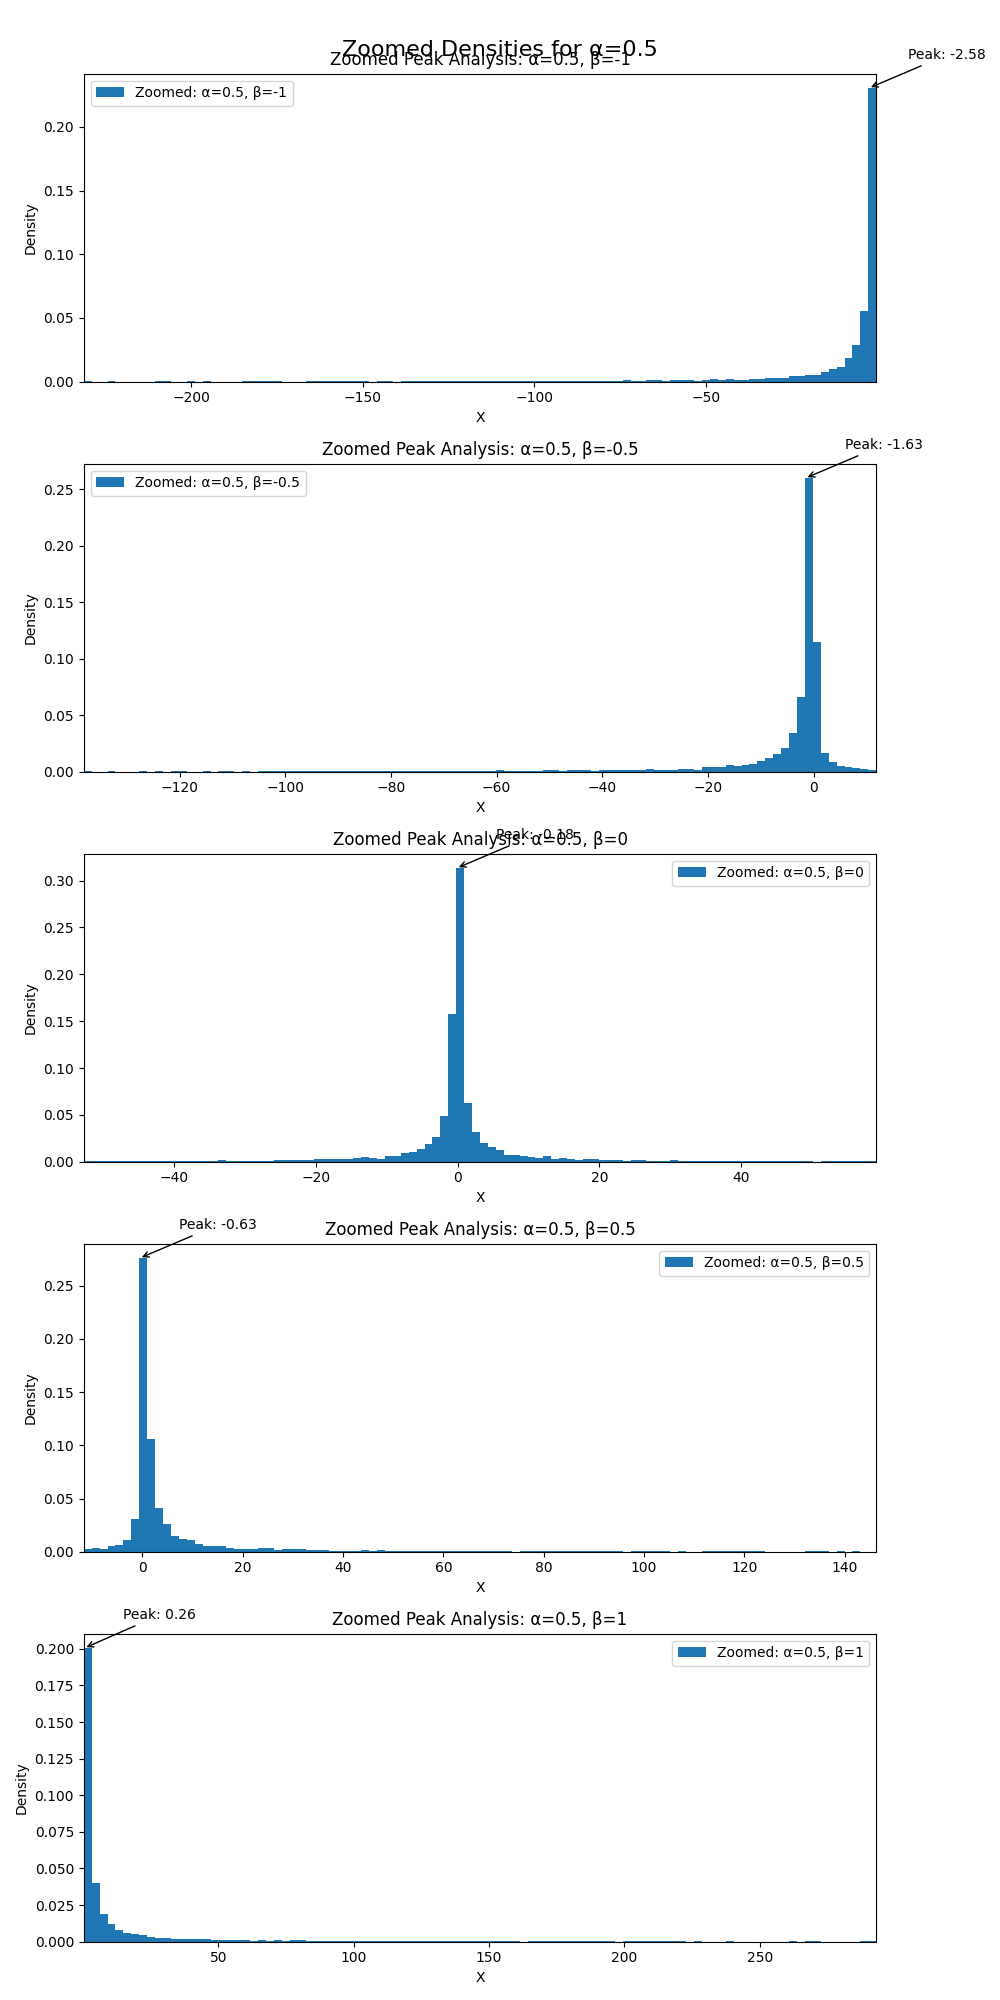 Zoomed Densities for α=0.5
Zoomed Peak Analysis: α=0.5, β=-1
Peak: -2.58
Zoomed: α=0.5, β=-1
Density
0.20
0.15
0.10
0.05
0.00
−200 −150 −100 −50
X
Zoomed Peak Analysis: α=0.5, β=-0.5
Peak: -1.63
Zoomed: α=0.5, β=-0.5
Density
0.25
0.20
0.15
0.10
0.05
0.00
−120 −100 −80 −60 −40 −20 0
X
Zoomed Peak Analysis: α=0.5, β=0
Peak: -0.18
Zoomed: α=0.5, β=0
Density
0.30
0.25
0.20
0.15
0.10
0.05
0.00
−40 −20 0 20 40
X
Zoomed Peak Analysis: α=0.5, β=0.5
Peak: -0.63
Zoomed: α=0.5, β=0.5
Density
0.25
0.20
0.15
0.10
0.05
0.00
0 20 40 60 80 100 120 140
X
Zoomed Peak Analysis: α=0.5, β=1
Peak: 0.26
Zoomed: α=0.5, β=1
Density
0.200
0.175
0.150
0.125
0.100
0.075
0.050
0.025
0.000
50 100 150 200 250
X